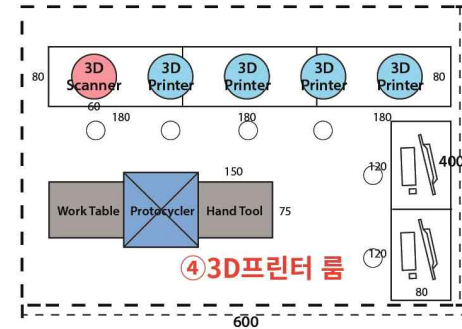 3D Scanner
3D Printer
3D Printer
3D Printer
3D Printer
80
80
60
180
180
180
400
120
150
Work Table
Protocycler
Hand Tool
75
120
④3D프린터 룸
80
600